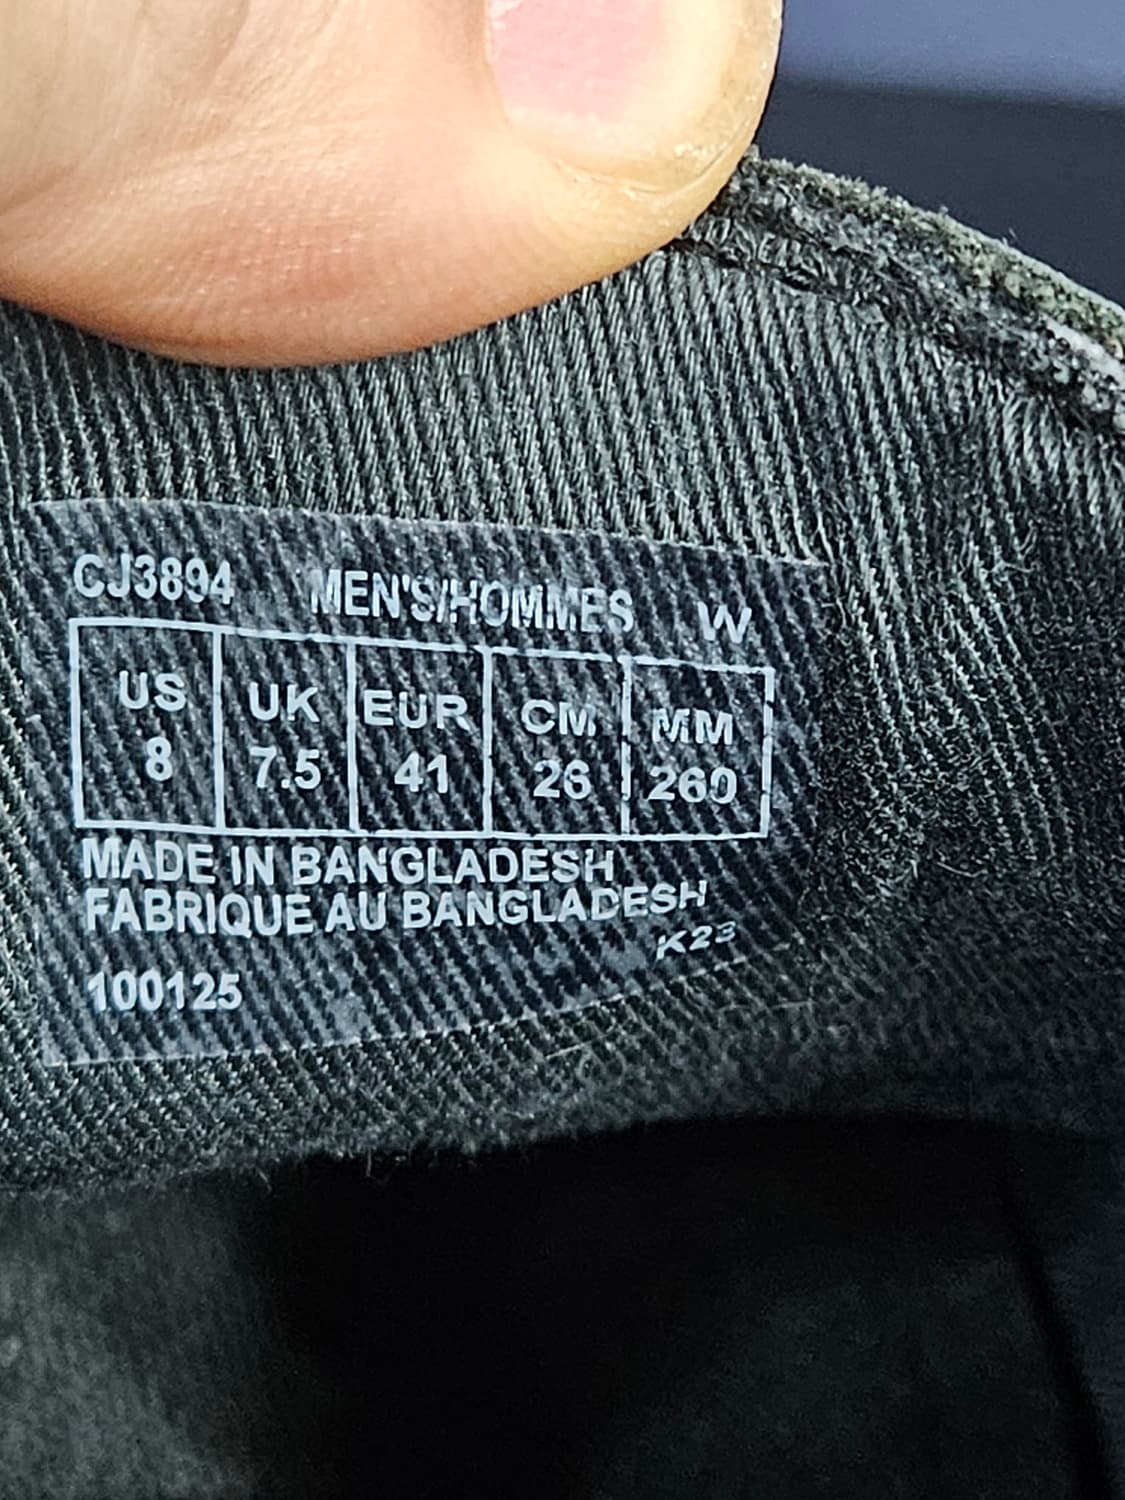 CJ3894 MEN'S/HOMMES W
US UK EUR CM MM
8 7.5 41 26 260
MADE IN BANGLADESH
FABRIQUE AU BANGLADESH
K23
100125